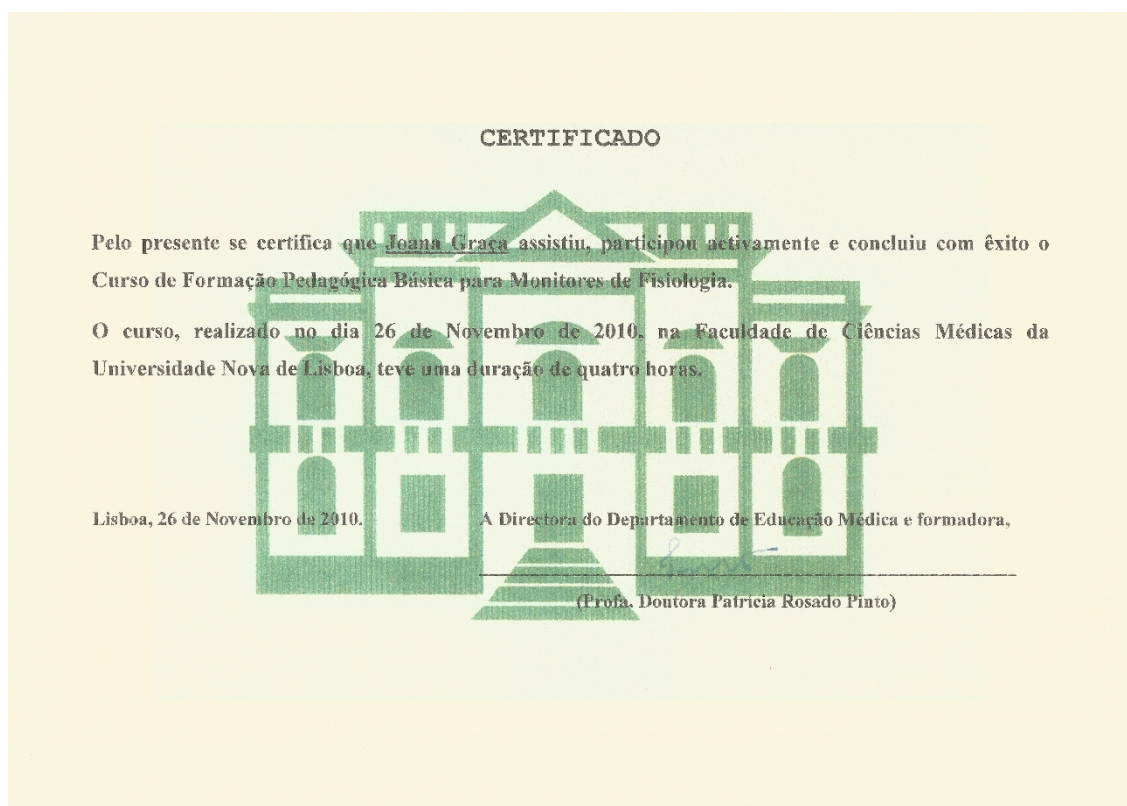 CERTIFICADO
Pelo presente se certifica que Joana Graça assistiu, participou activamente e concluiu com êxito o
Curso de Formação Pedagógica Básica para Monitores de Fisiologia.
O curso, realizado no dia 26 de Novembro de 2010, na Faculdade de Ciências Médicas da
Universidade Nova de Lisboa, teve uma duração de quatro horas.
Lisboa, 26 de Novembro de 2010.
A Directora do Departamento de Educação Médica e formadora,
(Profa. Doutora Patrícia Rosado Pinto)